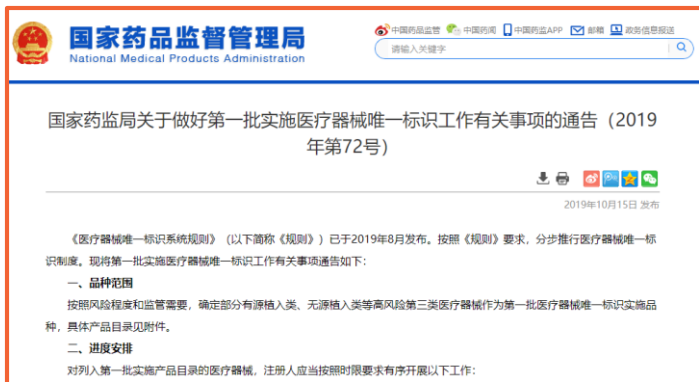 国家药品监督管理局
National Medical Products Administration
中国药品监管 中国药闻 中国药监APP 邮箱 政务信息报送
请输入关键字
国家药监局关于做好第一批实施医疗器械唯一标识工作有关事项的通告（2019
年第72号）
2019年10月15日 发布
《医疗器械唯一标识系统规则》（以下简称《规则》）已于2019年8月发布。按照《规则》要求，分步推行医疗器械唯一标
识制度。现将第一批实施医疗器械唯一标识工作有关事项通告如下：
一、品种范围
按照风险程度和监管需要，确定部分有源植入类、无源植入类等高风险第三类医疗器械作为第一批医疗器械唯一标识实施品
种，具体产品目录见附件。
二、进度安排
对列入第一批实施产品目录的医疗器械，注册人应当按照时限要求有序开展以下工作：